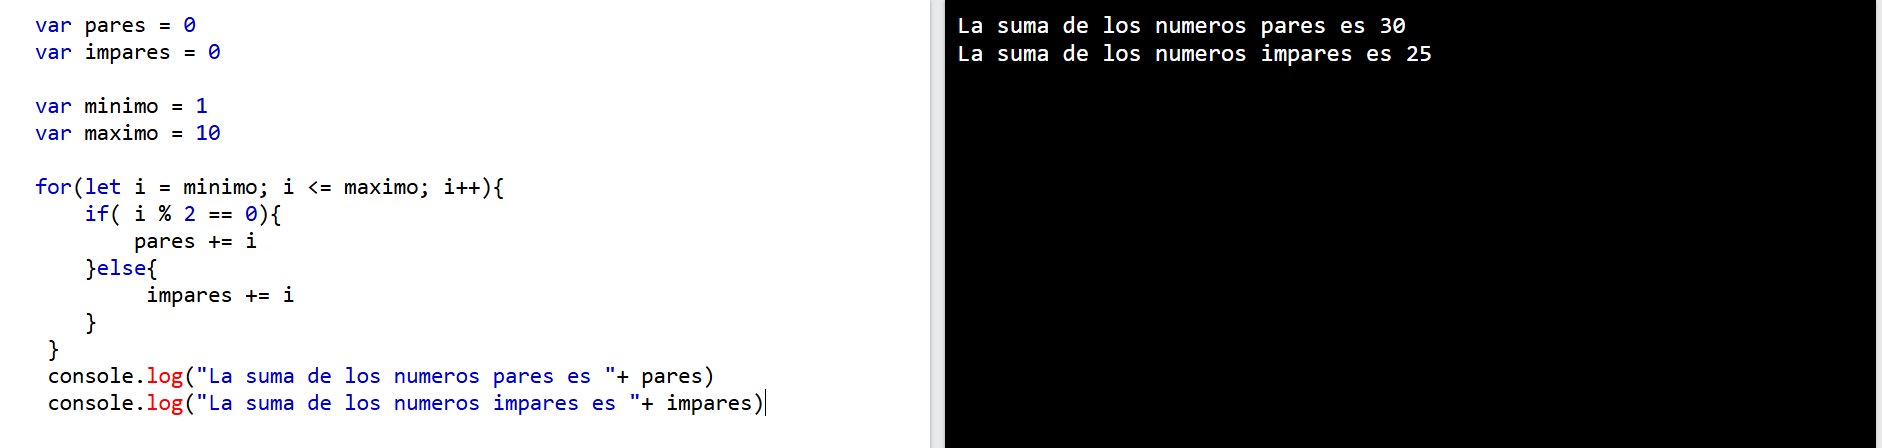 var pares = 0
var impares = 0
var minimo = 1
var maximo = 10
for(let i = minimo; i <= maximo; i++){
if( i % 2 == 0){
pares += i
}else{
impares += i
}
}
console.log("La suma de los numeros pares es "+ pares)
console.log("La suma de los numeros impares es "+ impares)
La suma de los numeros pares es 30
La suma de los numeros impares es 25